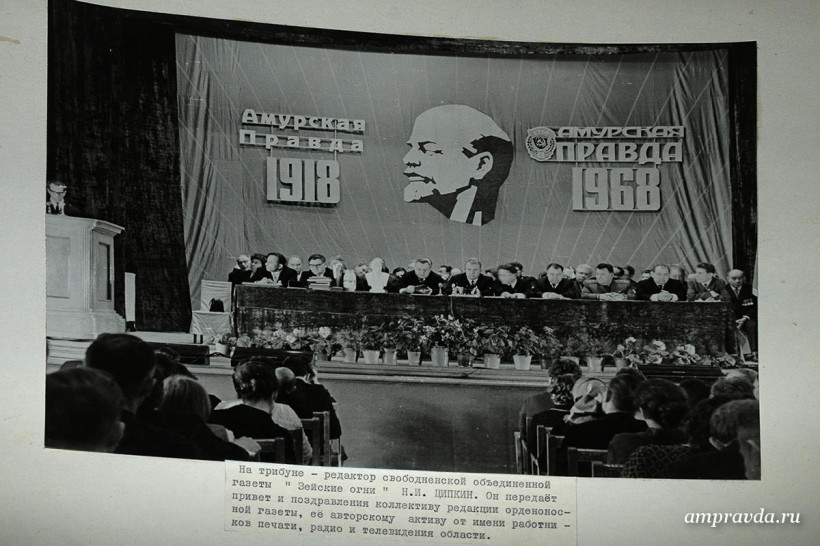 Амурская
Правда
1918
АМУРСКАЯ
ПРАВДА
1968
На трибуне - редактор свободненской объединенной
газеты " Зейские огни " Н.И. ЦИПКИН. Он передаёт
привет и поздравления коллективу редакции орденонос-
ной газеты, её авторскому активу от имени работни -
ков печати, радио и телевидения области.
ampravda.ru